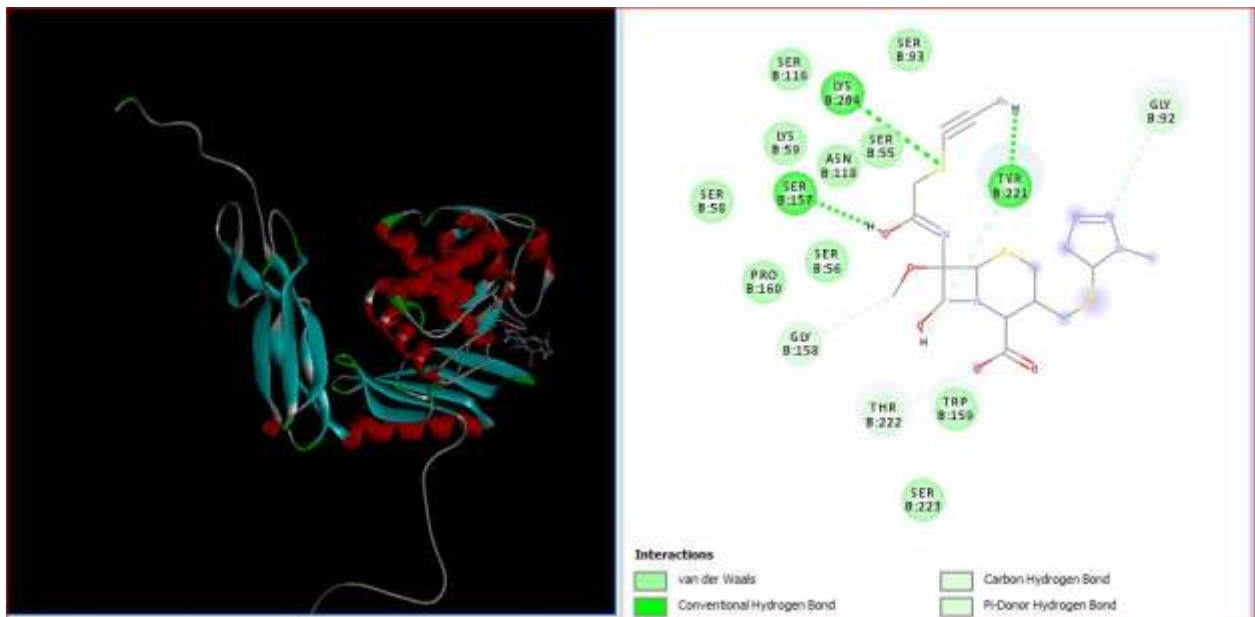 SER
B:93
SER
B:116
LYS
B:204
GLY
B:92
LYS
B:59
SER
B:55
ASN
B:118
TYR
B:221
SER
B:157
SER
B:58
H
H
N
O
SER
B:56
PRO
B:160
O
S
S
N
GLY
B:158
O
H
O
O
THR
B:222
TRP
B:159
SER
B:223
Interactions
van der Waals
Carbon Hydrogen Bond
Conventional Hydrogen Bond
Pi-Donor Hydrogen Bond